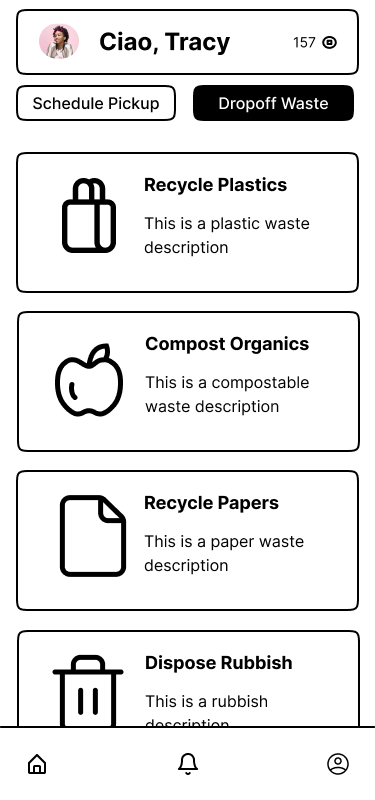 Ciao, Tracy
157
Schedule Pickup
Dropoff Waste
Recycle Plastics
This is a plastic waste
description
Compost Organics
This is a compostable
waste description
Recycle Papers
This is a paper waste
description
Dispose Rubbish
This is a rubbish
description